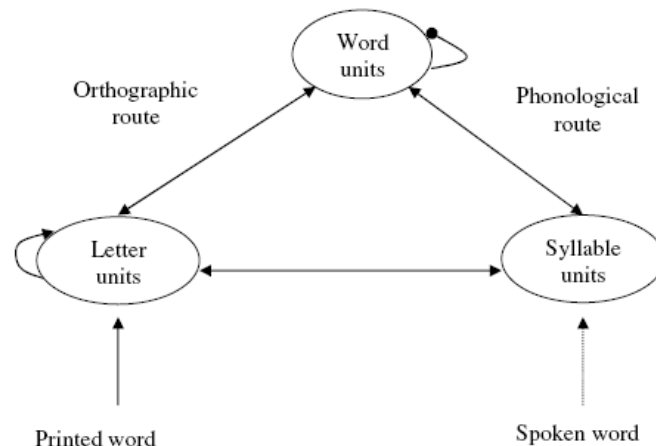 Word
units
Orthographic
route
Phonological
route
Letter
units
Syllable
units
Printed word
Spoken word